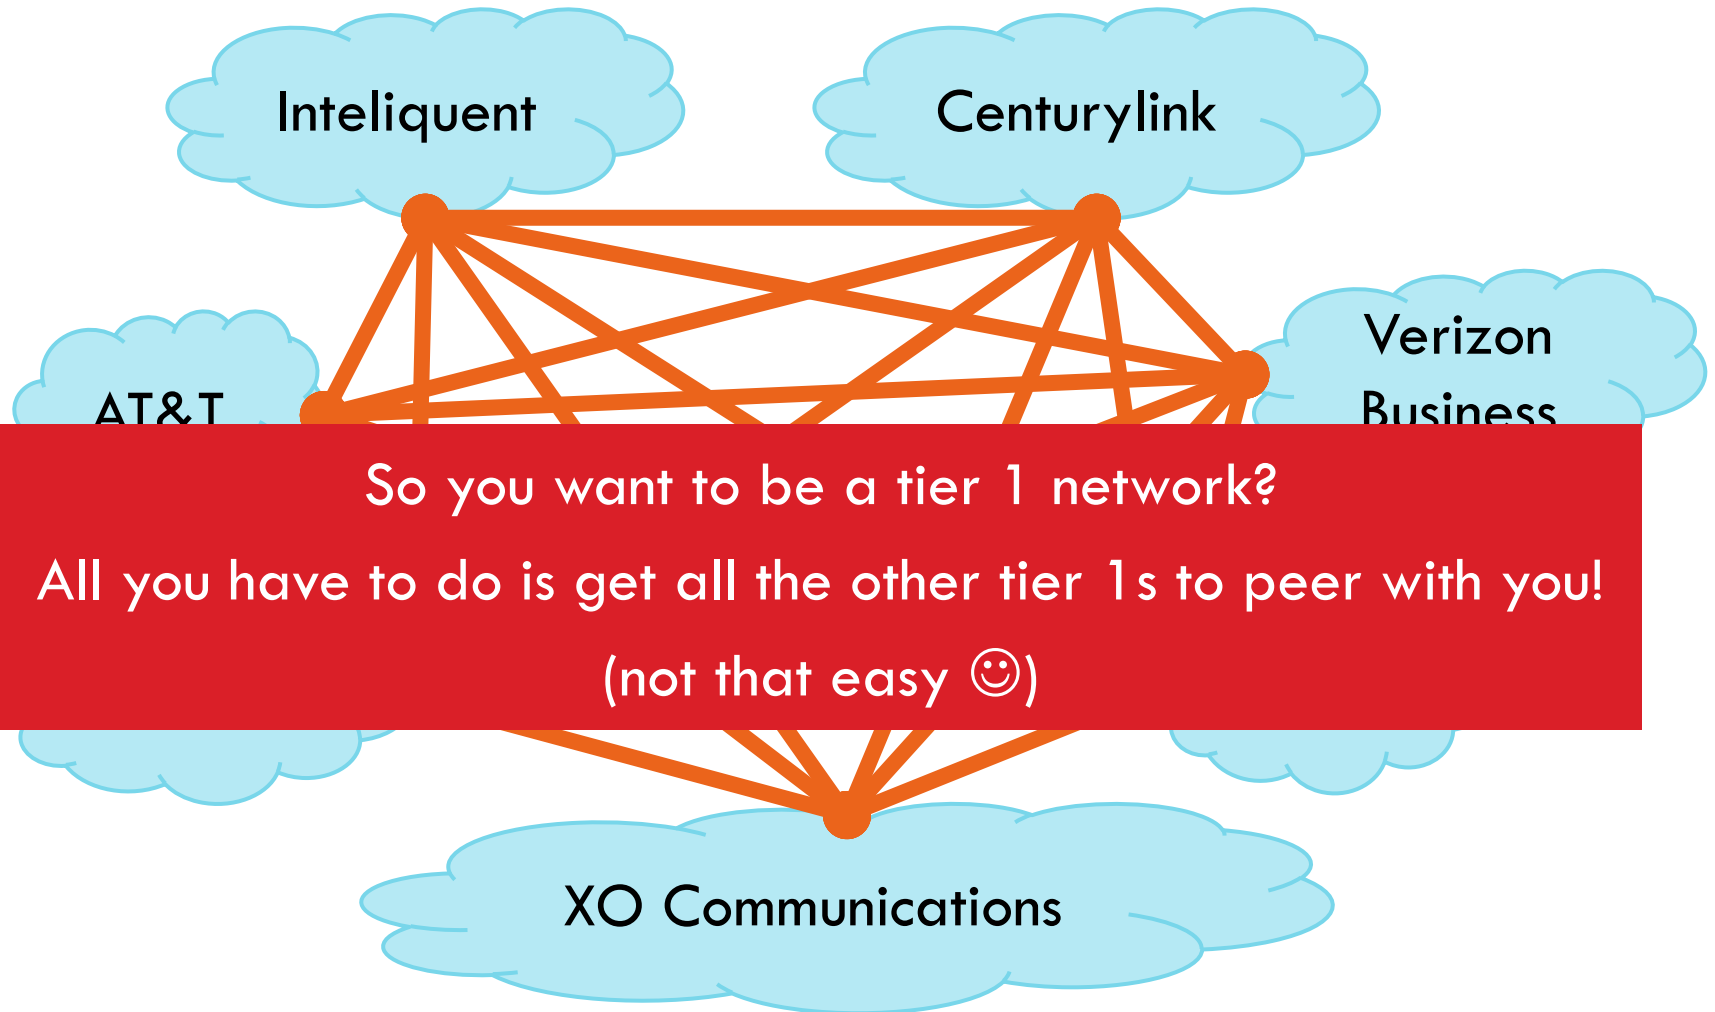 Inteliquent
Centurylink
Verizon
Business
AT&T
So you want to be a tier 1 network?
All you have to do is get all the other tier 1s to peer with you!
(not that easy ☺)
XO Communications